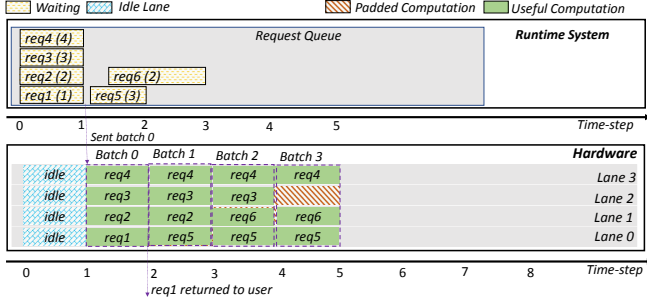 Waiting Idle Lane Padded Computation Useful Computation
Request Queue Runtime System
req4 (4)
req3 (3)
req2 (2) req6 (2)
req1 (1) req5 (3)
0 1 2 3 4 5 Time-step
Sent batch 0
Batch 0 Batch 1 Batch 2 Batch 3 Hardware
idle req4 req4 req4 req4 Lane 3
idle req3 req3 req3 Lane 2
idle req2 req2 req6 req6 Lane 1
idle req1 req5 req5 req5 Lane 0
0 1 2 3 4 5 6 7 8 Time-step
req1 returned to user